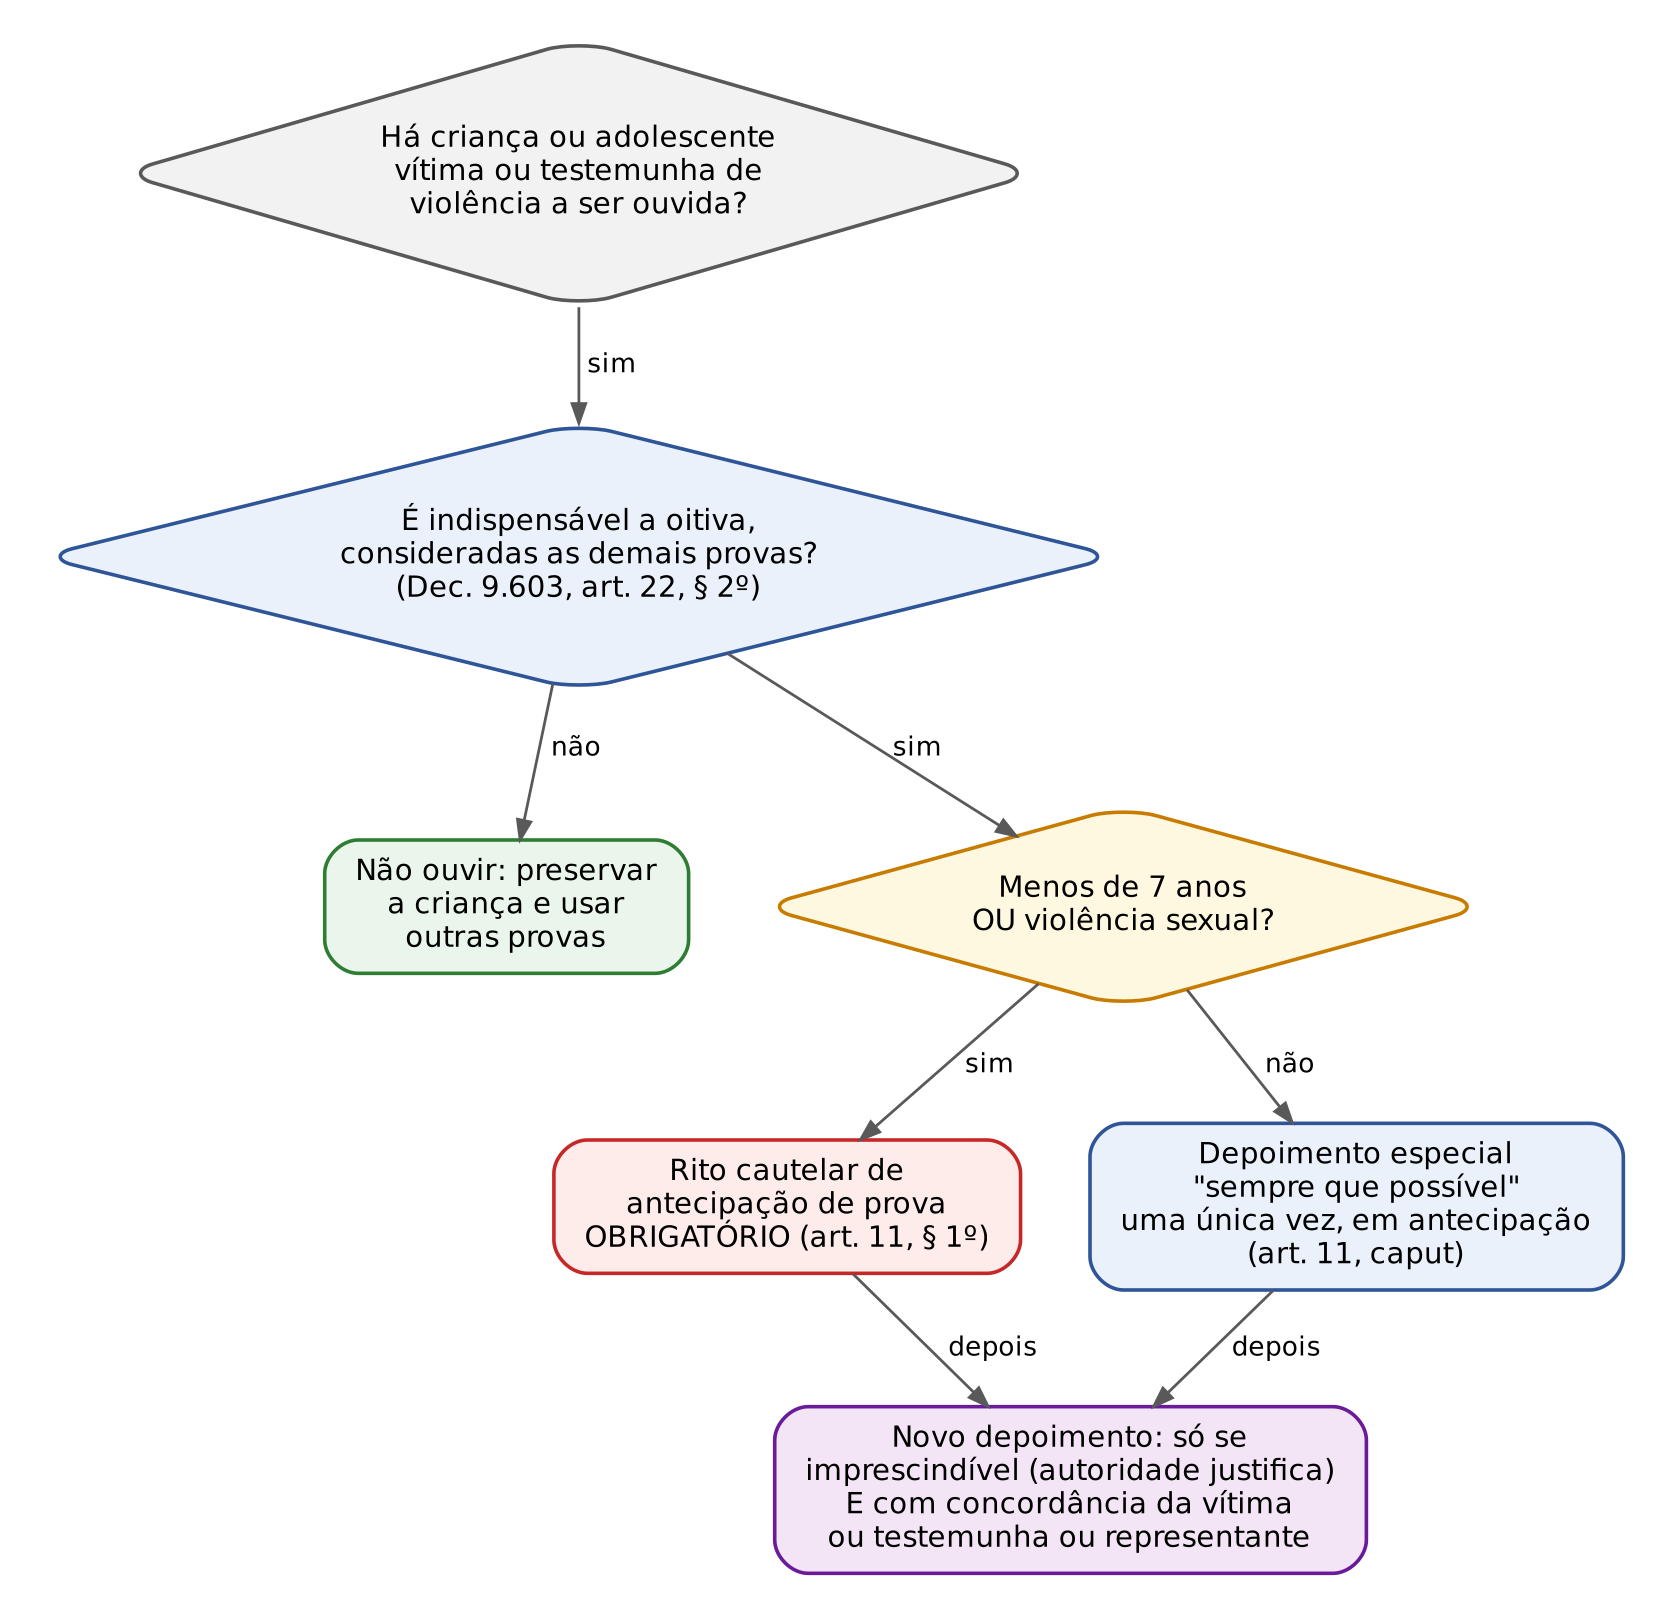 Há criança ou adolescente
vítima ou testemunha de
violência a ser ouvida?
sim
É indispensável a oitiva,
consideradas as demais provas?
(Dec. 9.603, art. 22, § 2º)
não
sim
Não ouvir: preservar
a criança e usar
outras provas
Menos de 7 anos
OU violência sexual?
sim
não
Rito cautelar de
antecipação de prova
OBRIGATÓRIO (art. 11, § 1º)
Depoimento especial
"sempre que possível"
uma única vez, em antecipação
(art. 11, caput)
depois
depois
Novo depoimento: só se
imprescindível (autoridade justifica)
E com concordância da vítima
ou testemunha ou representante